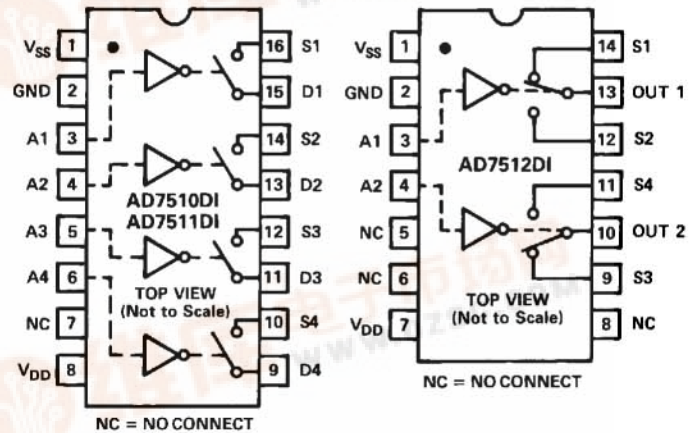 V_SS 1
GND 2
A1 3
A2 4
A3 5
A4 6
NC 7
V_DD 8
16 S1
15 D1
14 S2
13 D2
12 S3
11 D3
10 S4
9 D4
AD7510DI
AD7511DI
TOP VIEW
(Not to Scale)
NC = NO CONNECT
V_SS 1
GND 2
A1 3
A2 4
NC 5
NC 6
V_DD 7
14 S1
13 OUT 1
12 S2
11 S4
10 OUT 2
9 S3
8 NC
AD7512DI
TOP VIEW
(Not to Scale)
NC = NO CONNECT